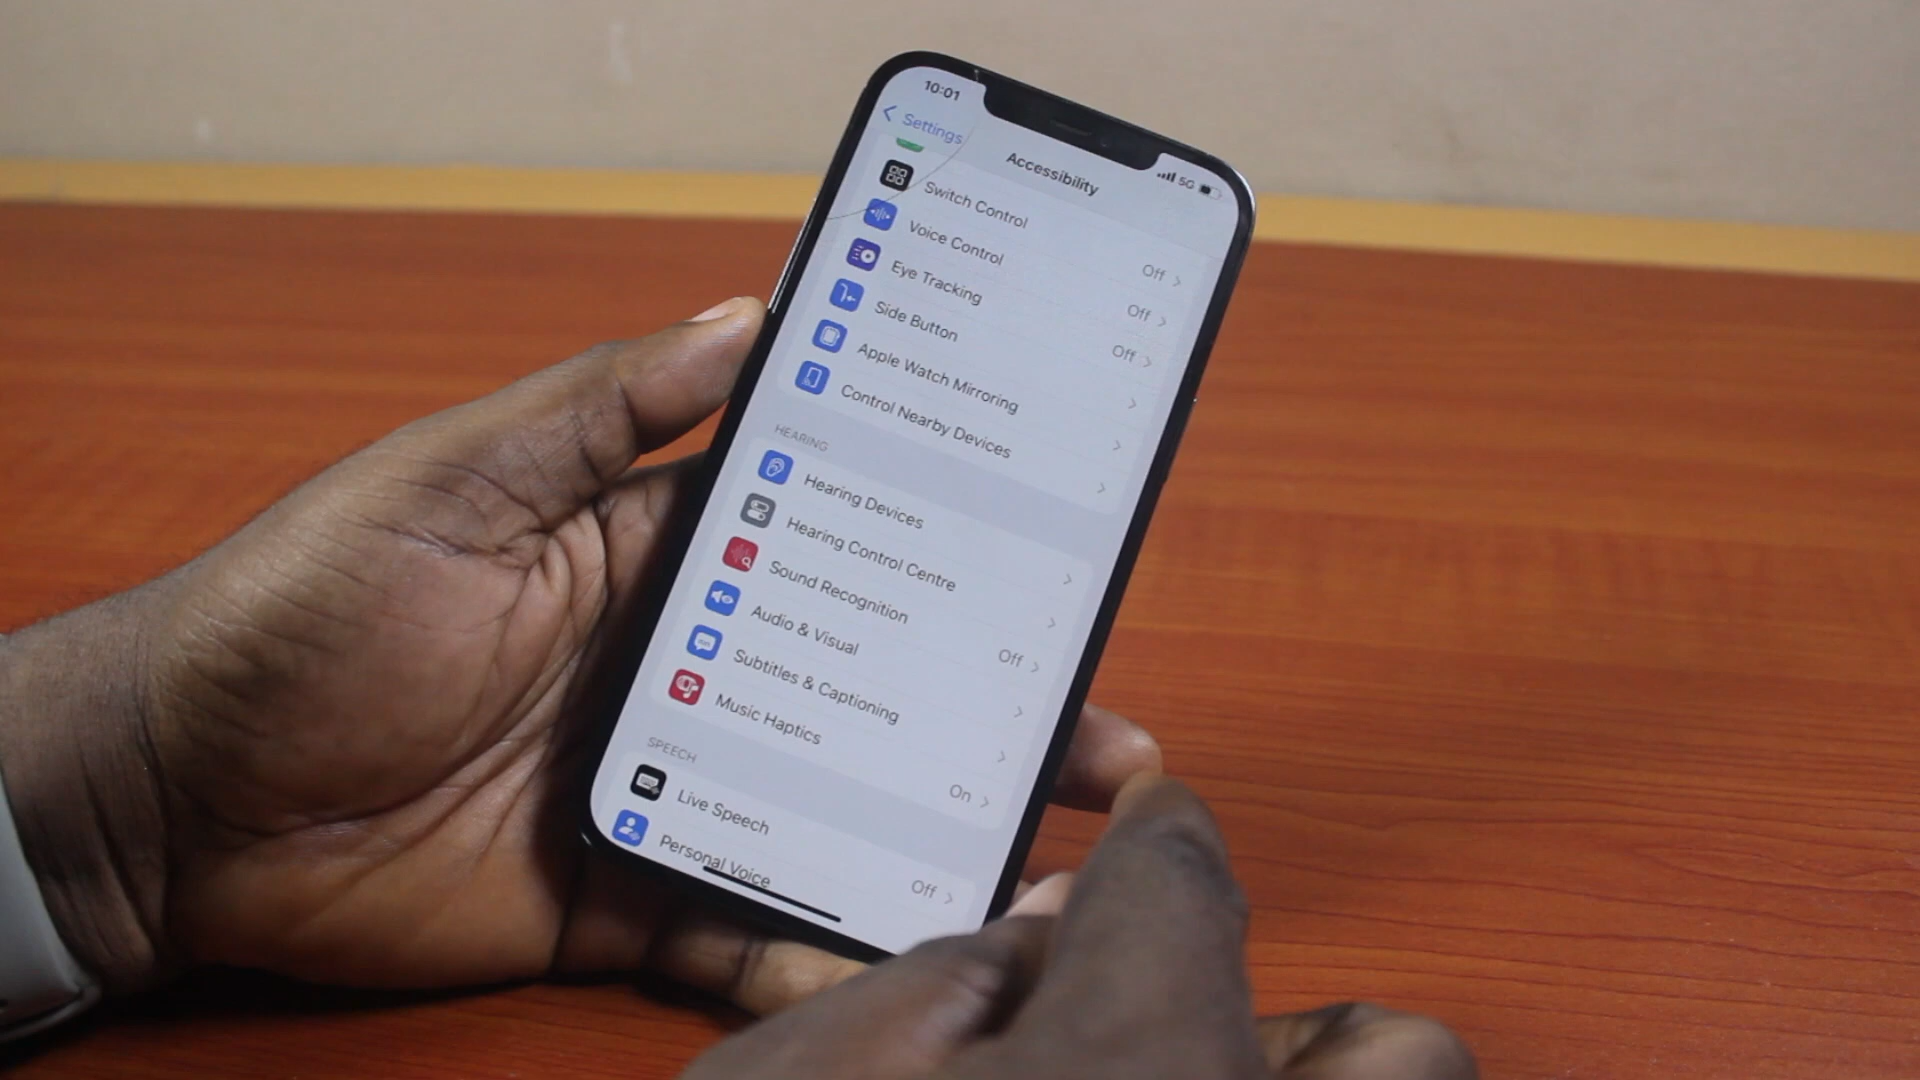 10:01
5G
Settings
Accessibility
Switch Control Off
Voice Control Off
Eye Tracking Off
Side Button
Apple Watch Mirroring
Control Nearby Devices
HEARING
Hearing Devices
Hearing Control Centre
Sound Recognition Off
Audio & Visual
Subtitles & Captioning
Music Haptics On
SPEECH
Live Speech Off
Personal Voice